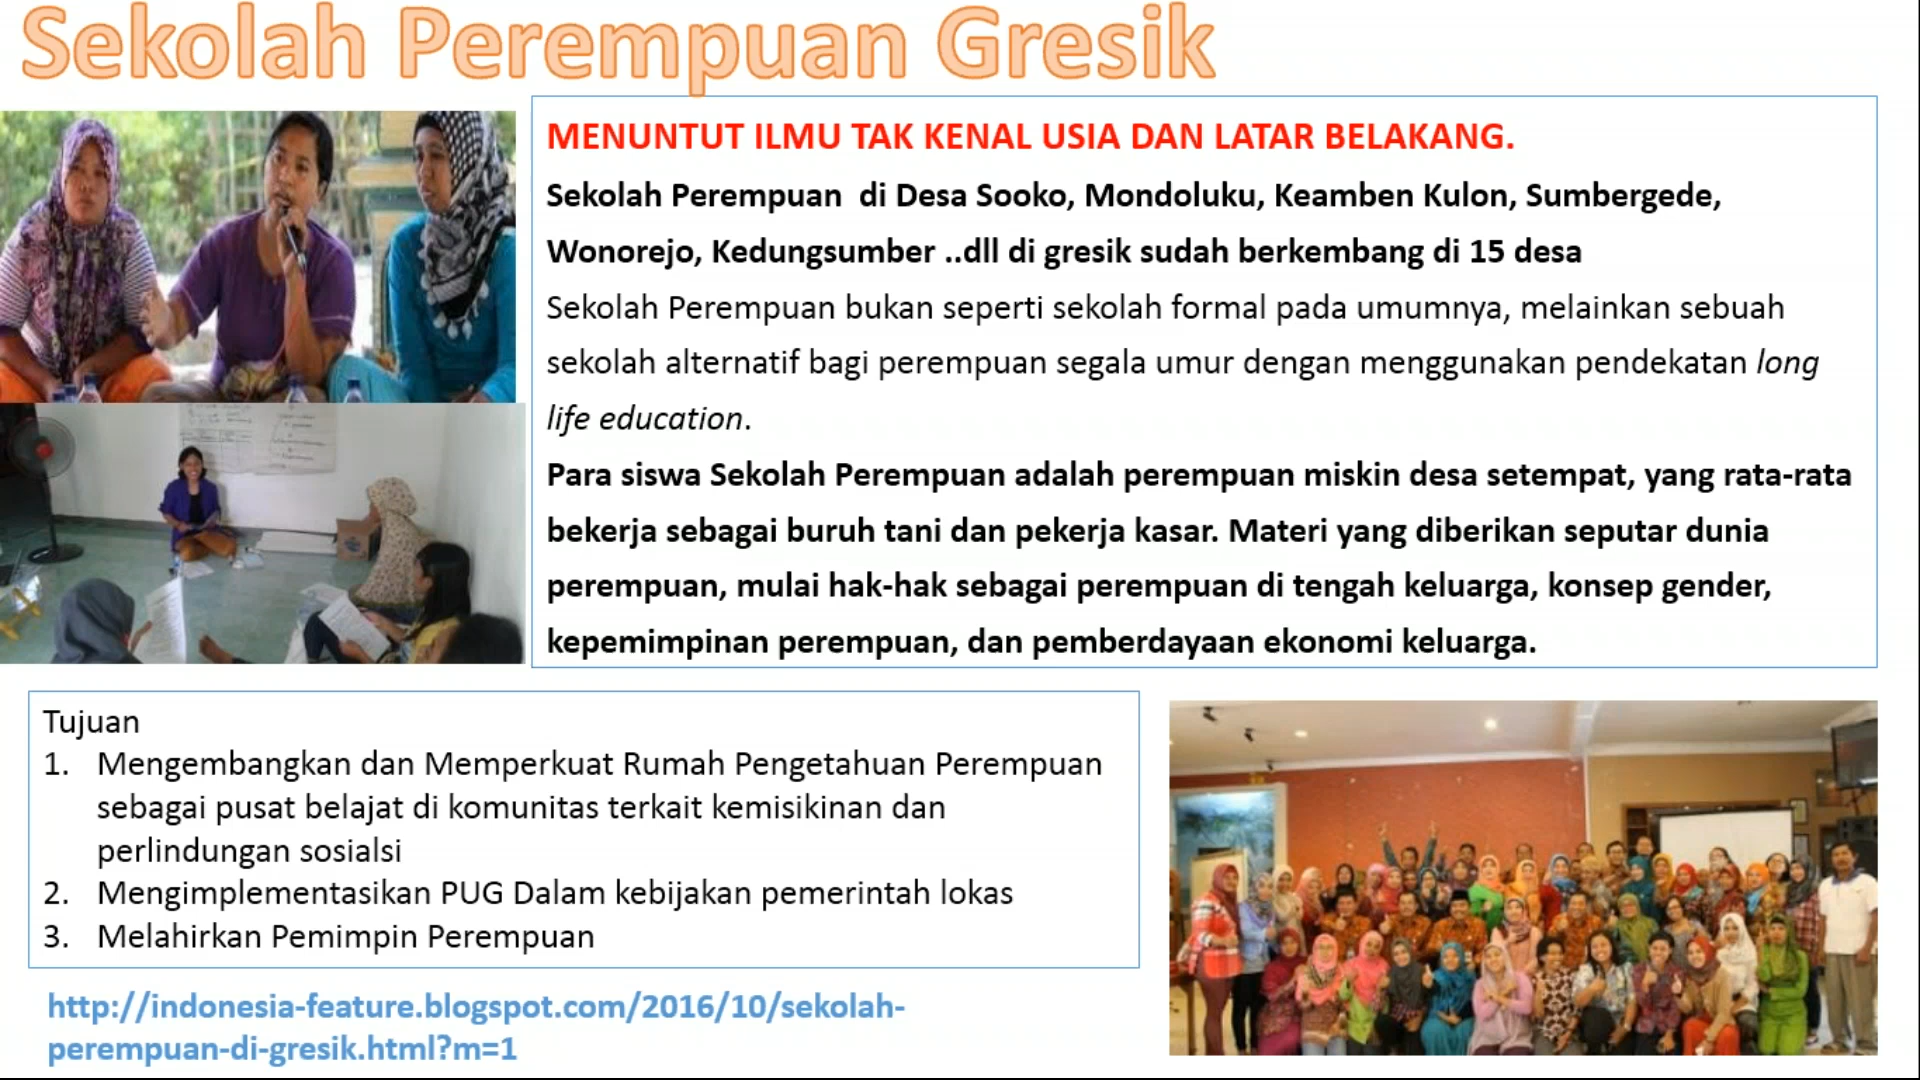 Sekolah Perempuan Gresik
MENUNTUT ILMU TAK KENAL USIA DAN LATAR BELAKANG.
Sekolah Perempuan  di Desa Sooko, Mondoluku, Keamben Kulon, Sumbergede,
Wonorejo, Kedungsumber ..dll di gresik sudah berkembang di 15 desa
Sekolah Perempuan bukan seperti sekolah formal pada umumnya, melainkan sebuah
sekolah alternatif bagi perempuan segala umur dengan menggunakan pendekatan long
life education.
Para siswa Sekolah Perempuan adalah perempuan miskin desa setempat, yang rata-rata
bekerja sebagai buruh tani dan pekerja kasar. Materi yang diberikan seputar dunia
perempuan, mulai hak-hak sebagai perempuan di tengah keluarga, konsep gender,
kepemimpinan perempuan, dan pemberdayaan ekonomi keluarga.
Tujuan
1. Mengembangkan dan Memperkuat Rumah Pengetahuan Perempuan
sebagai pusat belajat di komunitas terkait kemisikinan dan
perlindungan sosialsi
2. Mengimplementasikan PUG Dalam kebijakan pemerintah lokas
3. Melahirkan Pemimpin Perempuan
http://indonesia-feature.blogspot.com/2016/10/sekolah-
perempuan-di-gresik.html?m=1